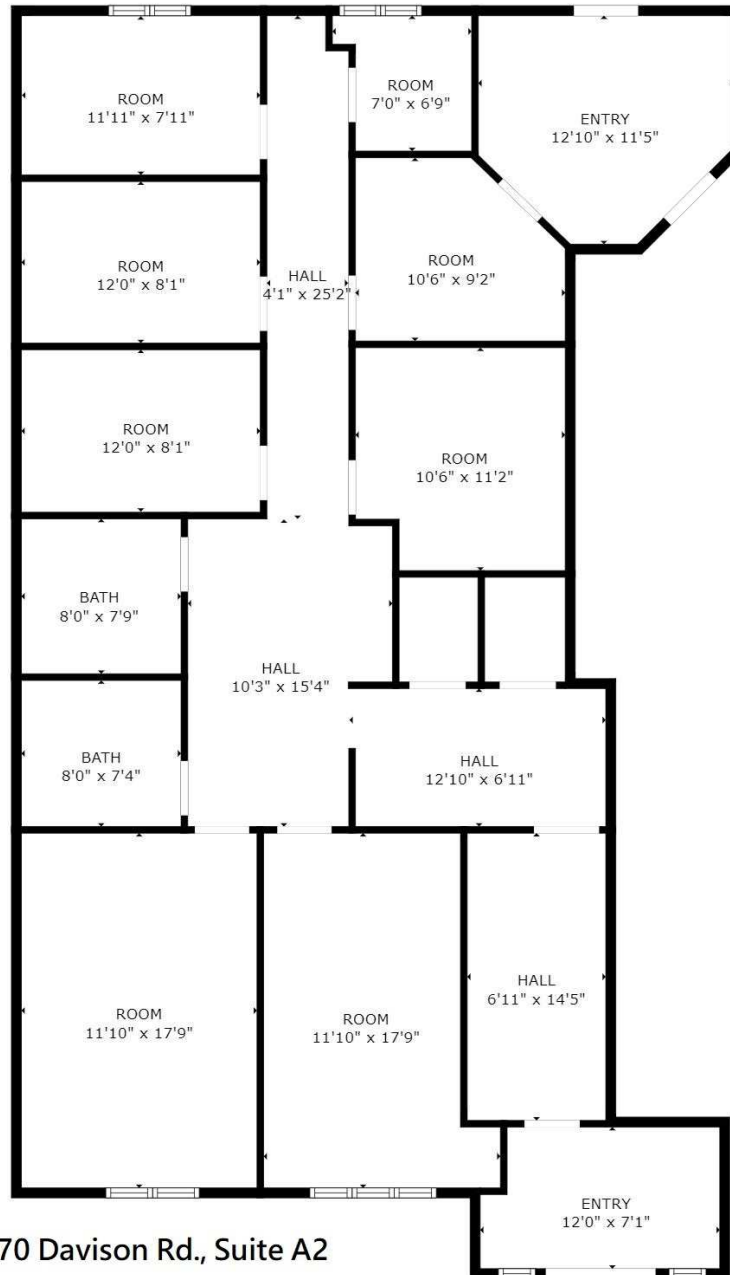 ROOM
11'11" x 7'11"
ROOM
7'0" x 6'9"
ENTRY
12'10" x 11'5"
ROOM
12'0" x 8'1"
HALL
4'1" x 25'2"
ROOM
10'6" x 9'2"
ROOM
12'0" x 8'1"
ROOM
10'6" x 11'2"
BATH
8'0" x 7'9"
HALL
10'3" x 15'4"
BATH
8'0" x 7'4"
HALL
12'10" x 6'11"
ROOM
11'10" x 17'9"
ROOM
11'10" x 17'9"
HALL
6'11" x 14'5"
ENTRY
12'0" x 7'1"
70 Davison Rd., Suite A2